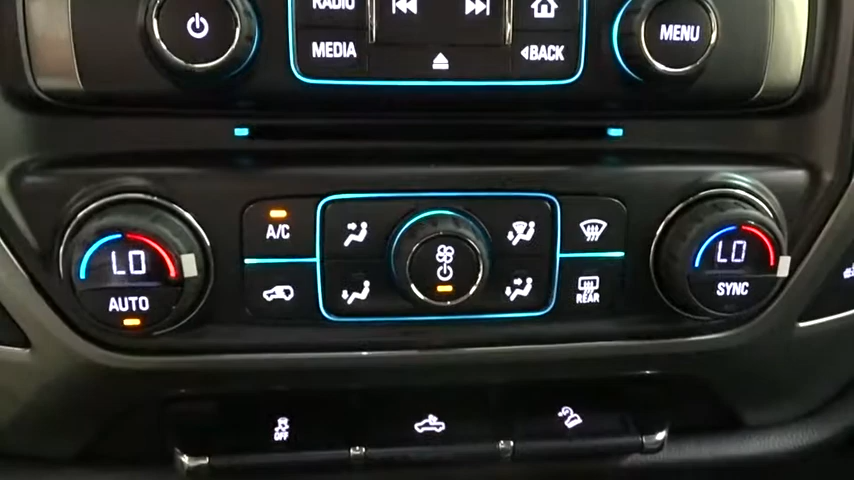 RADIO
MEDIA
BACK
MENU
A/C
LO
AUTO
REAR
LO
SYNC
OFF